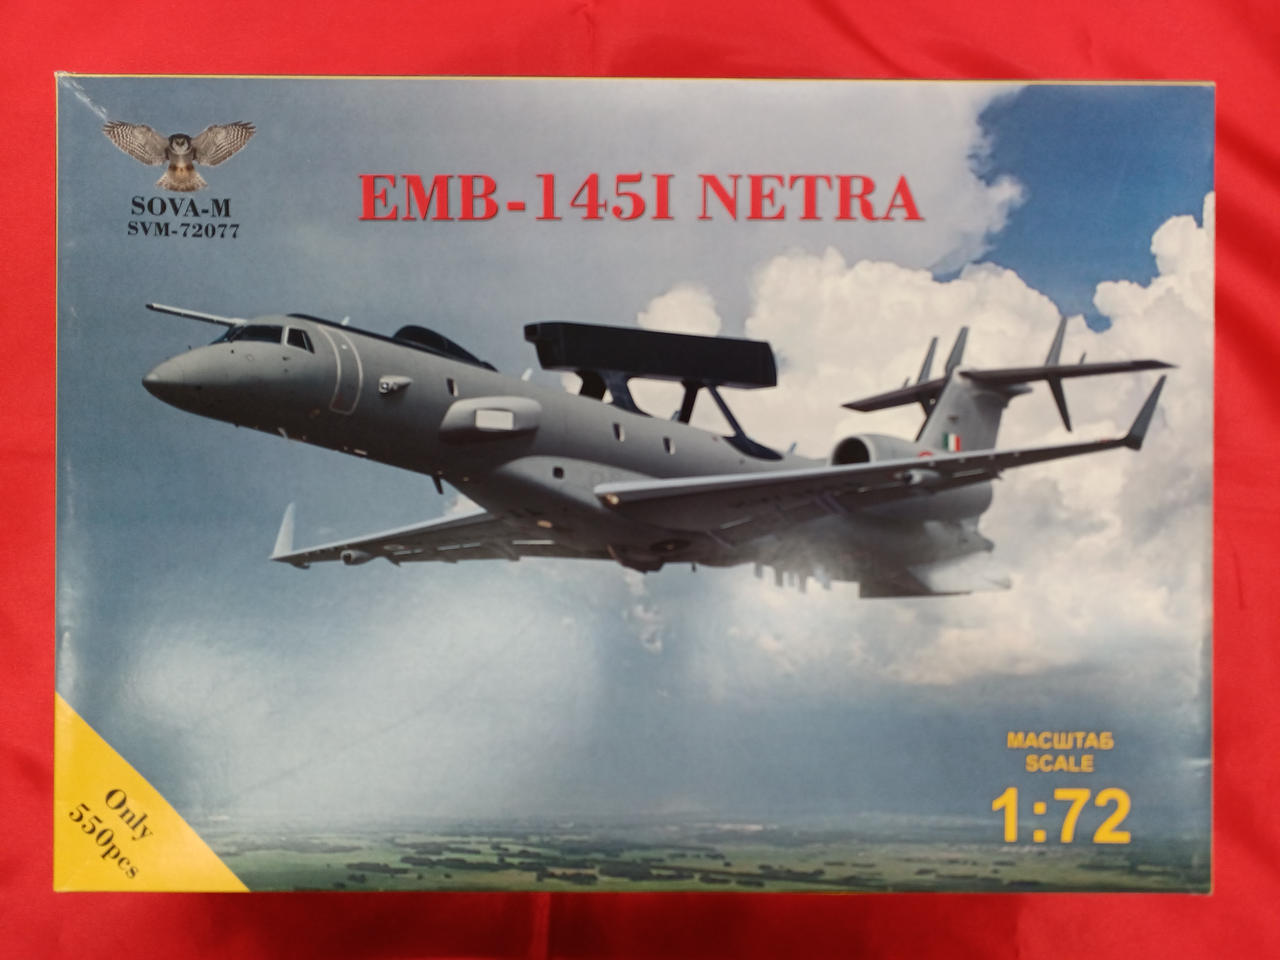 SOVA-M
SVM-72077
EMB-145I NETRA
МАСШТАБ
SCALE
1:72
Only
550pcs